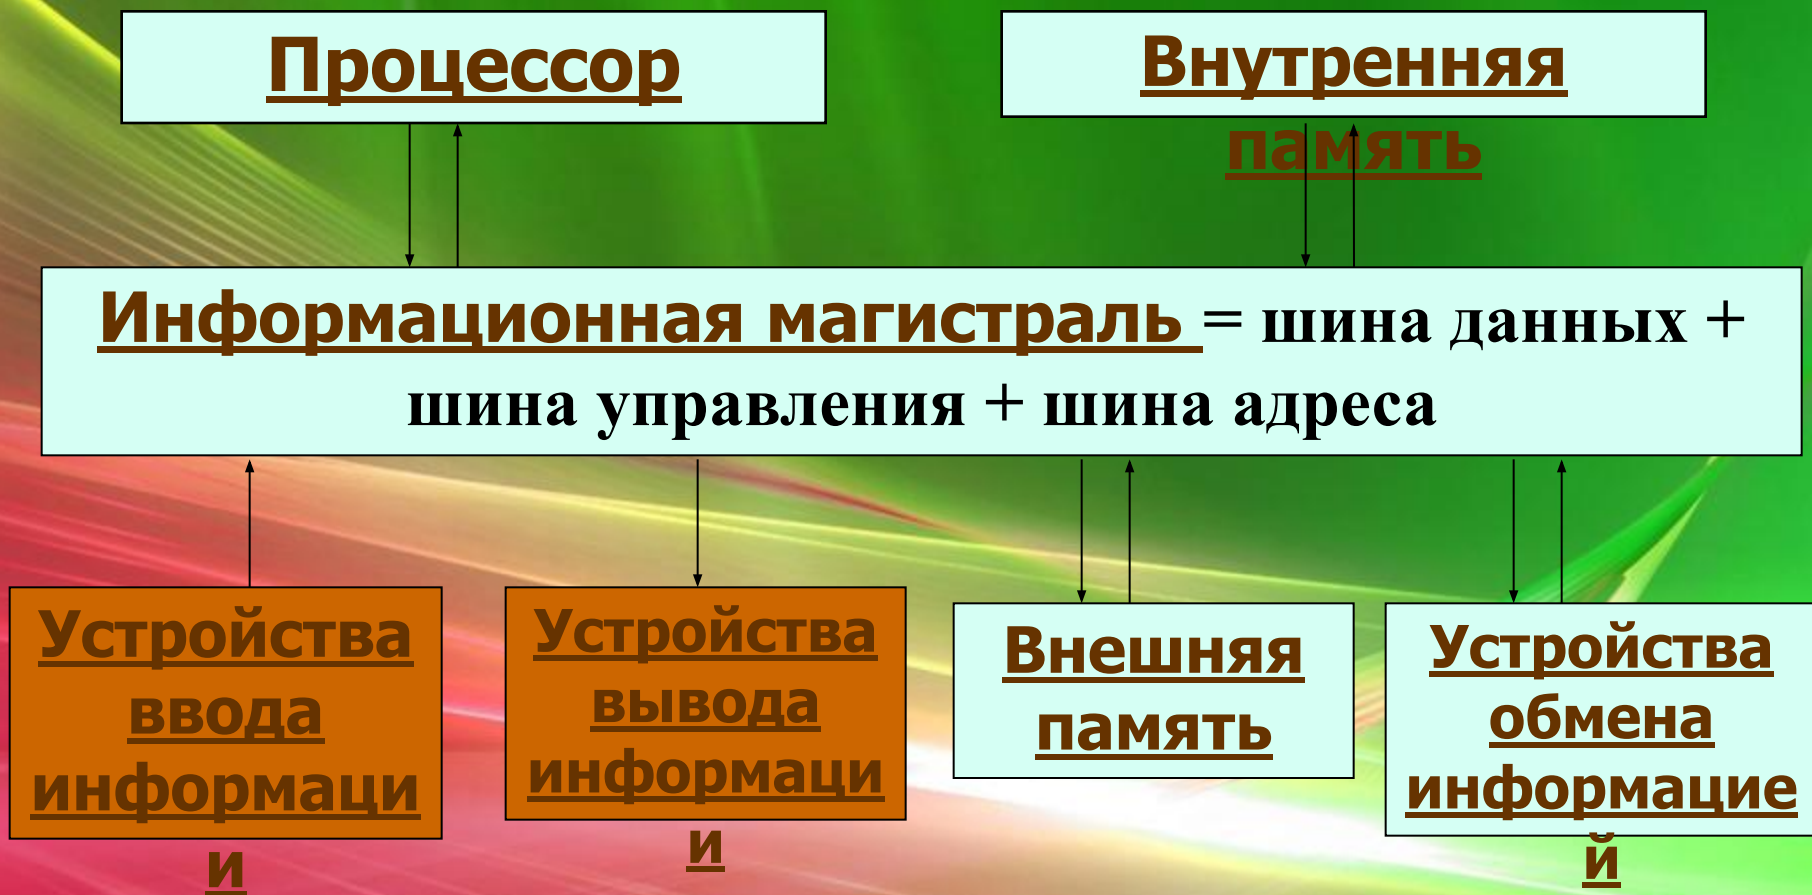 Процессор
Внутренняя
память
Информационная магистраль = шина данных +
шина управления + шина адреса
Устройства
ввода
информаци
и
Устройства
вывода
информаци
и
Внешняя
память
Устройства
обмена
информацие
й